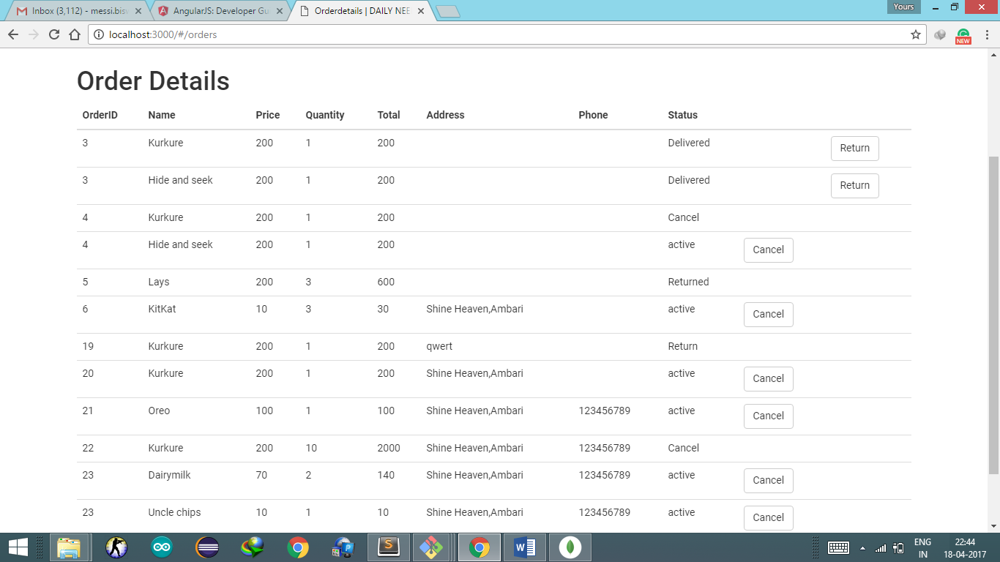 Inbox (3,112) - messi.bis
AngularJS: Developer Gu
Orderdetails | DAILY NEE
Yours
localhost:3000/#/orders
NEW
Order Details
OrderID Name Price Quantity Total Address Phone Status
3 Kurkure 200 1 200 Delivered Return
3 Hide and seek 200 1 200 Delivered Return
4 Kurkure 200 1 200 Cancel
4 Hide and seek 200 1 200 active Cancel
5 Lays 200 3 600 Returned
6 KitKat 10 3 30 Shine Heaven,Ambari active Cancel
19 Kurkure 200 1 200 qwert Return
20 Kurkure 200 1 200 Shine Heaven,Ambari active Cancel
21 Oreo 100 1 100 Shine Heaven,Ambari 123456789 active Cancel
22 Kurkure 200 10 2000 Shine Heaven,Ambari 123456789 Cancel
23 Dairymilk 70 2 140 Shine Heaven,Ambari 123456789 active Cancel
23 Uncle chips 10 1 10 Shine Heaven,Ambari 123456789 active Cancel
ENG 22:44
IN 18-04-2017